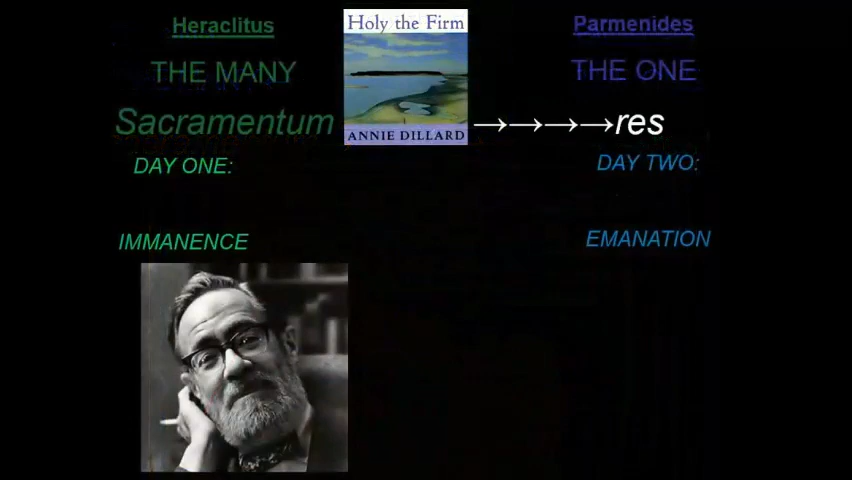 Heraclitus
THE MANY
Sacramentum
Holy the Firm
ANNIE DILLARD
Parmenides
THE ONE
→→→→res
DAY ONE:
DAY TWO:
IMMANENCE
EMANATION